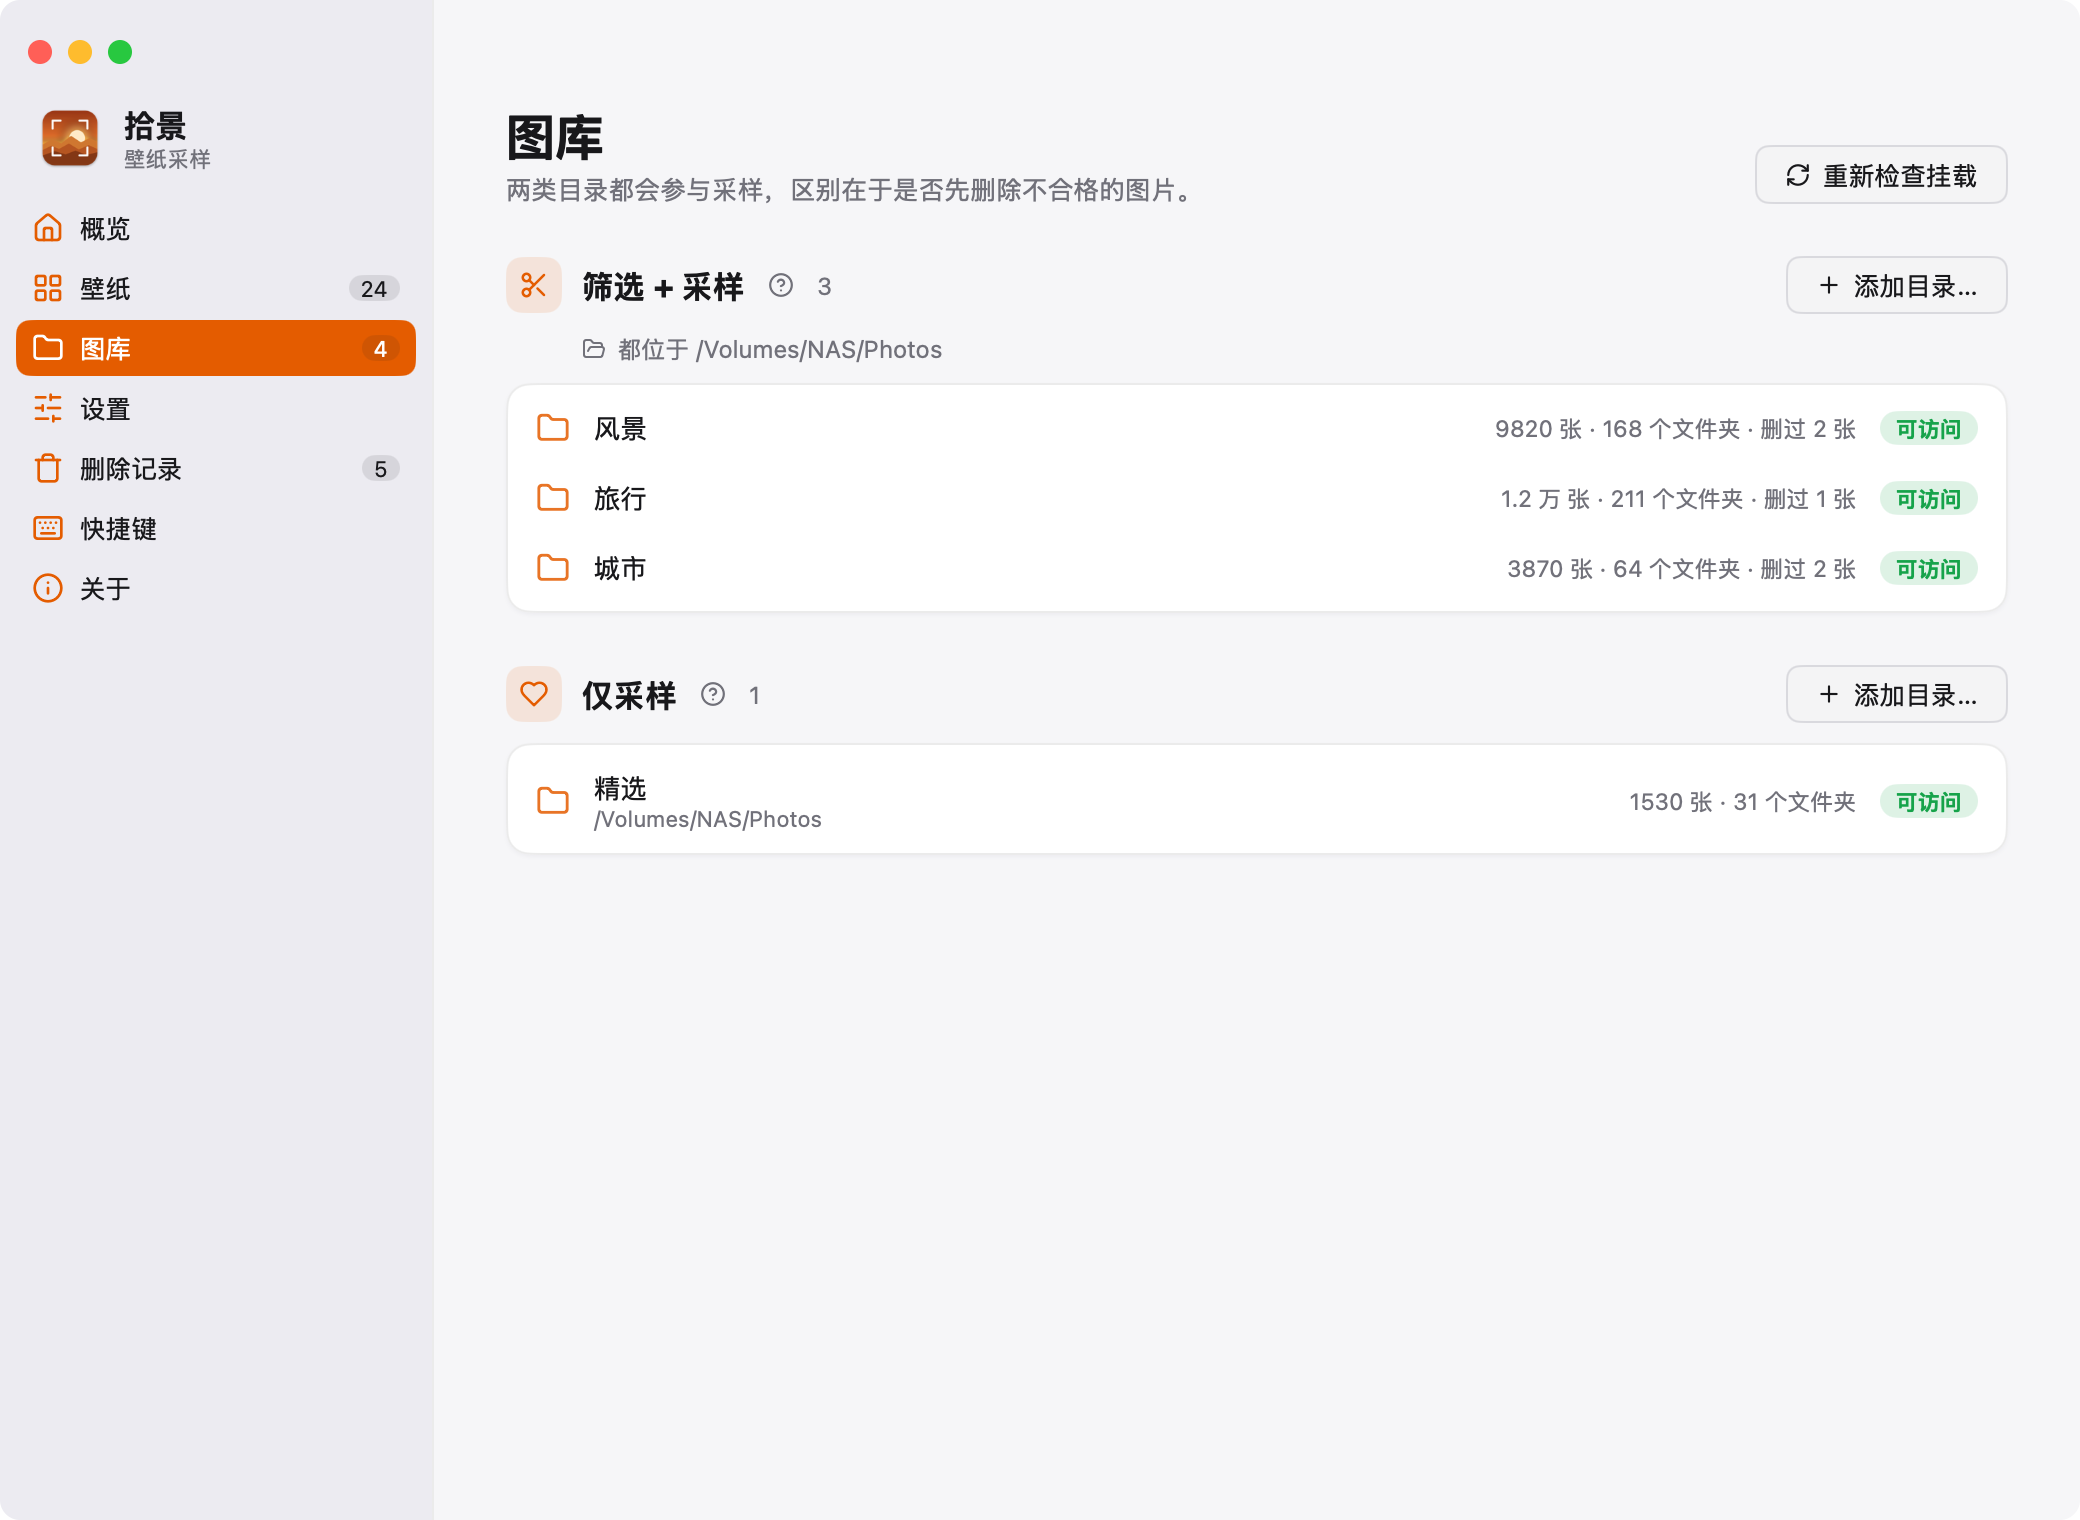 拾景
壁纸采样
概览
壁纸 24
图库 4
设置
删除记录 5
快捷键
关于
图库
两类目录都会参与采样，区别在于是否先删除不合格的图片。
重新检查挂载
筛选 + 采样 3
添加目录...
都位于 /Volumes/NAS/Photos
风景 9820 张 · 168 个文件夹 · 删过 2 张 可访问
旅行 1.2 万 张 · 211 个文件夹 · 删过 1 张 可访问
城市 3870 张 · 64 个文件夹 · 删过 2 张 可访问
仅采样 1
添加目录...
精选
/Volumes/NAS/Photos
1530 张 · 31 个文件夹 可访问